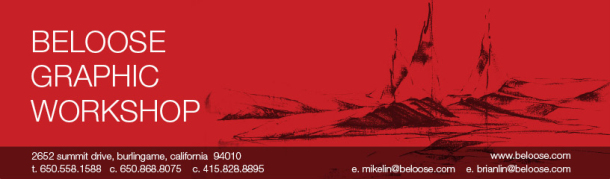 BELOOSE
GRAPHIC
WORKSHOP
2652 summit drive, burlingame, california 94010
t. 650.558.1588 c. 650.868.8075 c. 415.828.8895
www.beloose.com
e. mikelin@beloose.com e. brianlin@beloose.com